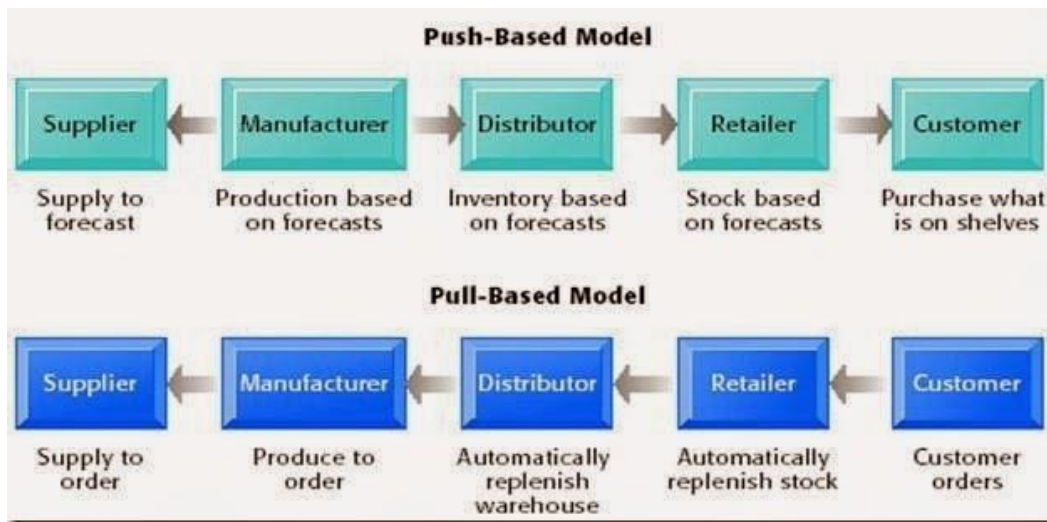 Push-Based Model
Supplier
Manufacturer
Distributor
Retailer
Customer
Supply to
forecast
Production based
on forecasts
Inventory based
on forecasts
Stock based
on forecasts
Purchase what
is on shelves
Pull-Based Model
Supplier
Manufacturer
Distributor
Retailer
Customer
Supply to
order
Produce to
order
Automatically
replenish
warehouse
Automatically
replenish stock
Customer
orders